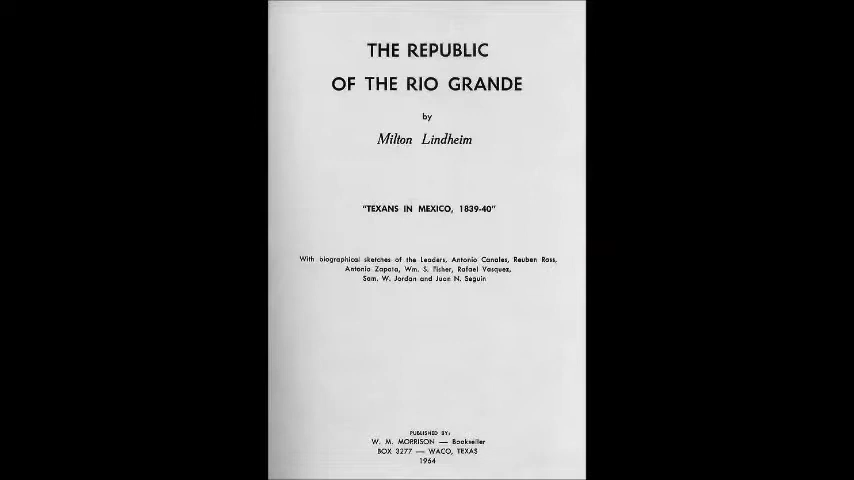 THE REPUBLIC
OF THE RIO GRANDE
by
Milton Lindheim
"TEXANS IN MEXICO, 1839-40"
With biographical sketches of the Leaders, Antonio Canales, Reuben Ross,
Antonio Zapata, Wm. S. Fisher, Rafael Vasquez,
Sam. W. Jordan and Juan N. Seguin
PUBLISHED BY:
W. M. MORRISON — Bookseller
BOX 3277 — WACO, TEXAS
1964